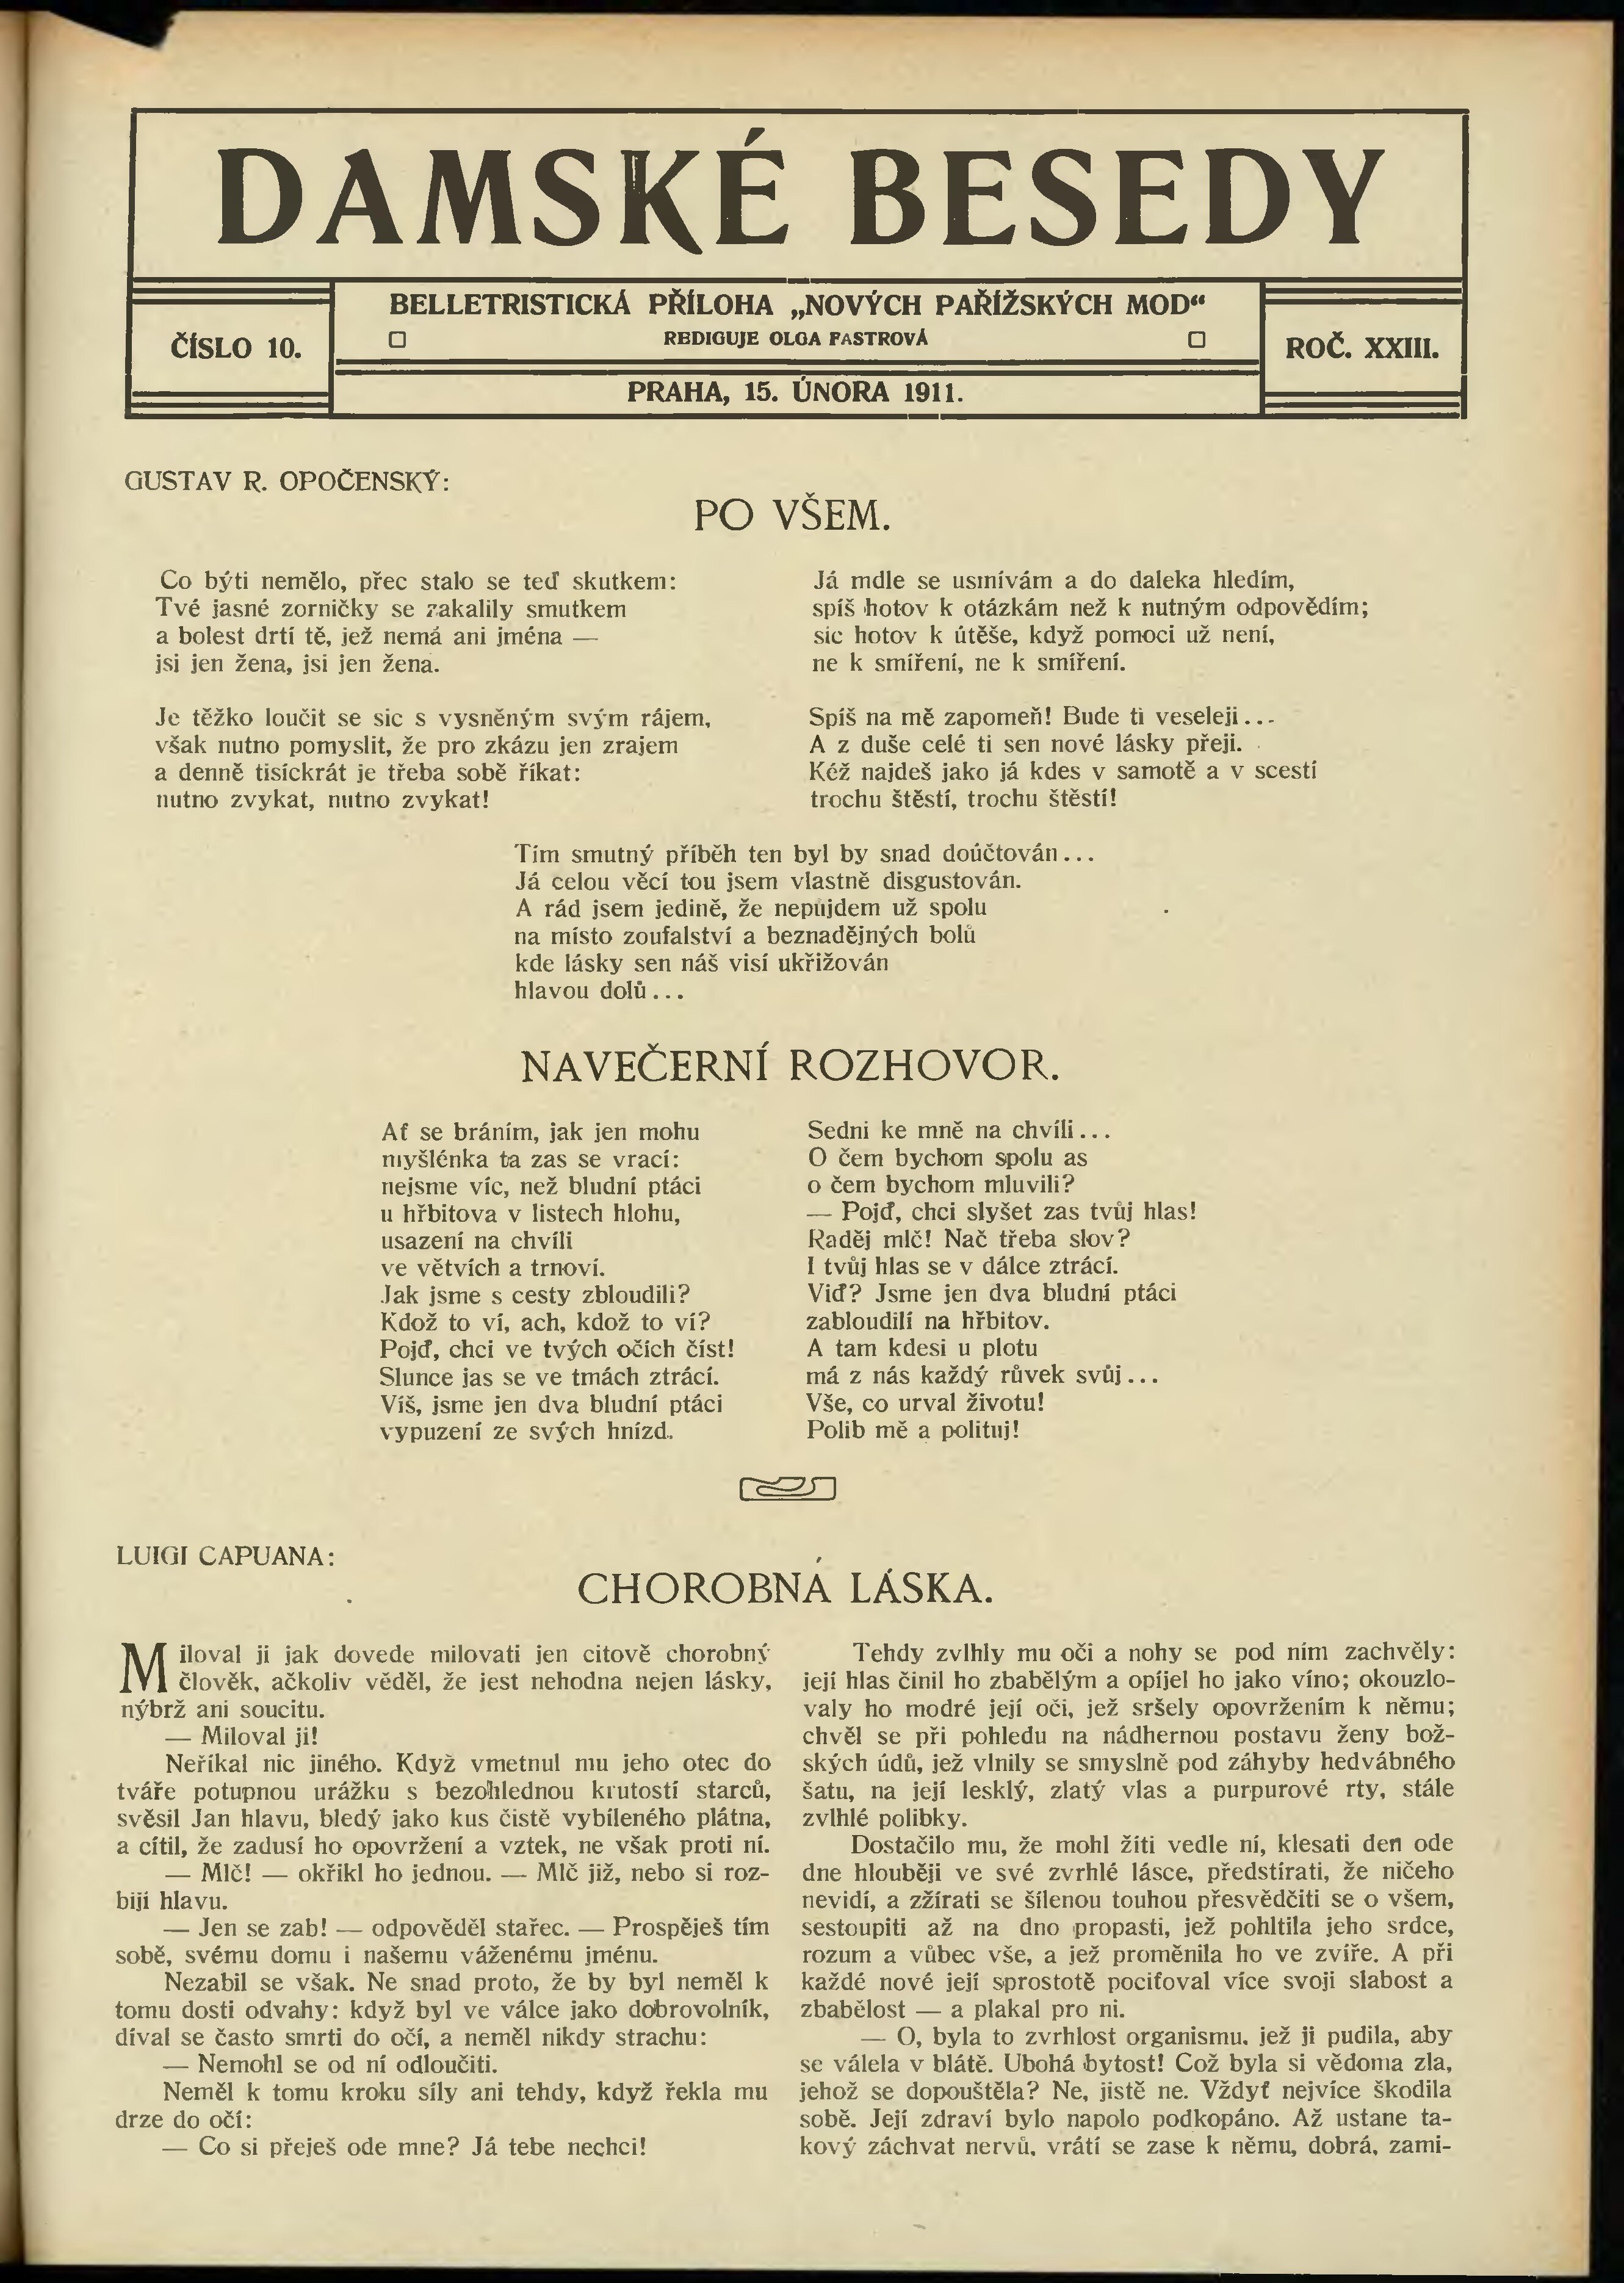 DAMSKÉ BESEDY
ČÍSLO 10.
BELLETRISTICKÁ PŘÍLOHA „NOVÝCH PAŘÍŽSKÝCH MOD“
REDIGUJE OLGA FASTROVÁ
PRAHA, 15. ÚNORA 1911.
ROČ. XXIII.
GUSTAV R. OPOČENSKÝ:
PO VŠEM.
Co býti nemělo, přec stalo se teď skutkem:
Tvé jasné zorničky se zakalily smutkem
a bolest drtí tě, jež nemá ani jména —
jsi jen žena, jsi jen žena.
Je těžko loučit se sic s vysněným svým rájem,
však nutno pomyslit, že pro zkázu jen zrajem
a denně tisíckrát je třeba sobě říkat:
nutno zvykat, nutno zvykat!
Já mdle se usmívám a do daleka hledím,
spíš hotov k otázkám než k nutným odpovědím;
sic hotov k útěše, když pomoci už není,
ne k smíření, ne k smíření.
Spíš na mě zapomeň! Bude ti veseleji...
A z duše celé ti sen nové lásky přeji.
Kéž najdeš jako já kdes v samotě a v scestí
trochu štěstí, trochu štěstí!
Tím smutný příběh ten byl by snad doúčtován...
Já celou věcí tou jsem vlastně disgustován.
A rád jsem jedině, že nepůjdem už spolu
na místo zoufalství a beznadějných bolů
kde lásky sen náš visí ukřižován
hlavou dolů...
NAVEČERNÍ ROZHOVOR.
Ať se bráním, jak jen mohu
myšlénka ta zas se vrací:
nejsme víc, než bludní ptáci
u hřbitova v listech hlohu,
usazení na chvíli
ve větvích a trnoví.
Jak jsme s cesty zbloudili?
Kdož to ví, ach, kdož to ví?
Pojď, chci ve tvých očích číst!
Slunce jas se ve tmách ztrácí.
Víš, jsme jen dva bludní ptáci
vypuzení ze svých hnízd.
Sedni ke mně na chvíli...
O čem bychom spolu as
o čem bychom mluvili?
— Pojď, chci slyšet zas tvůj hlas!
Raděj mlč! Nač třeba slov?
I tvůj hlas se v dálce ztrácí.
Viď? Jsme jen dva bludní ptáci
zabloudilí na hřbitov.
A tam kdesi u plotu
má z nás každý růvek svůj...
Vše, co urval životu!
Polib mě a polituj!
LUIGI CAPUANA:
CHOROBNÁ LÁSKA.
Miloval ji jak dovede milovati jen citově chorobný
člověk, ačkoliv věděl, že jest nehodna nejen lásky,
nýbrž ani soucitu.
— Miloval ji!
Neříkal nic jiného. Když vmetnul mu jeho otec do
tváře potupnou urážku s bezohlednou krutostí starců,
svěsil Jan hlavu, bledý jako kus čistě vybíleného plátna,
a cítil, že zadusí ho opovržení a vztek, ne však proti ní.
— Mlč! — okřikl ho jednou. — Mlč již, nebo si roz-
biji hlavu.
— Jen se zab! — odpověděl stařec. — Prospěješ tím
sobě, svému domu i našemu váženému jménu.
Nezabil se však. Ne snad proto, že by byl neměl k
tomu dosti odvahy: když byl ve válce jako dobrovolník,
díval se často smrti do očí, a neměl nikdy strachu:
— Nemohl se od ní odloučiti.
Neměl k tomu kroku síly ani tehdy, když řekla mu
drze do očí:
— Co si přeješ ode mne? Já tebe nechci!
Tehdy zvlhly mu oči a nohy se pod ním zachvěly:
její hlas činil ho zbabělým a opíjel ho jako víno; okouzlo-
valy ho modré její oči, jež sršely opovržením k němu;
chvěl se při pohledu na nádhernou postavu ženy bož-
ských údů, jež vlnily se smyslně pod záhyby hedvábného
šatu, na její lesklý, zlatý vlas a purpurové rty, stále
zvlhlé polibky.
Dostačilo mu, že mohl žíti vedle ní, klesati den ode
dne hlouběji ve své zvrhlé lásce, předstírati, že ničeho
nevidí, a zžírati se šílenou touhou přesvědčiti se o všem,
sestoupiti až na dno propasti, jež pohltila jeho srdce,
rozum a vůbec vše, a jež proměnila ho ve zvíře. A při
každé nové její sprostotě pociťoval více svoji slabost a
zbabělost — a plakal pro ni.
— O, byla to zvrhlost organismu, jež ji pudila, aby
se válela v blátě. Ubohá bytost! Což byla si vědoma zla,
jehož se dopouštěla? Ne, jistě ne. Vždyť nejvíce škodila
sobě. Její zdraví bylo napolo podkopáno. Až ustane ta-
kový záchvat nervů, vrátí se zase k němu, dobrá, zami-